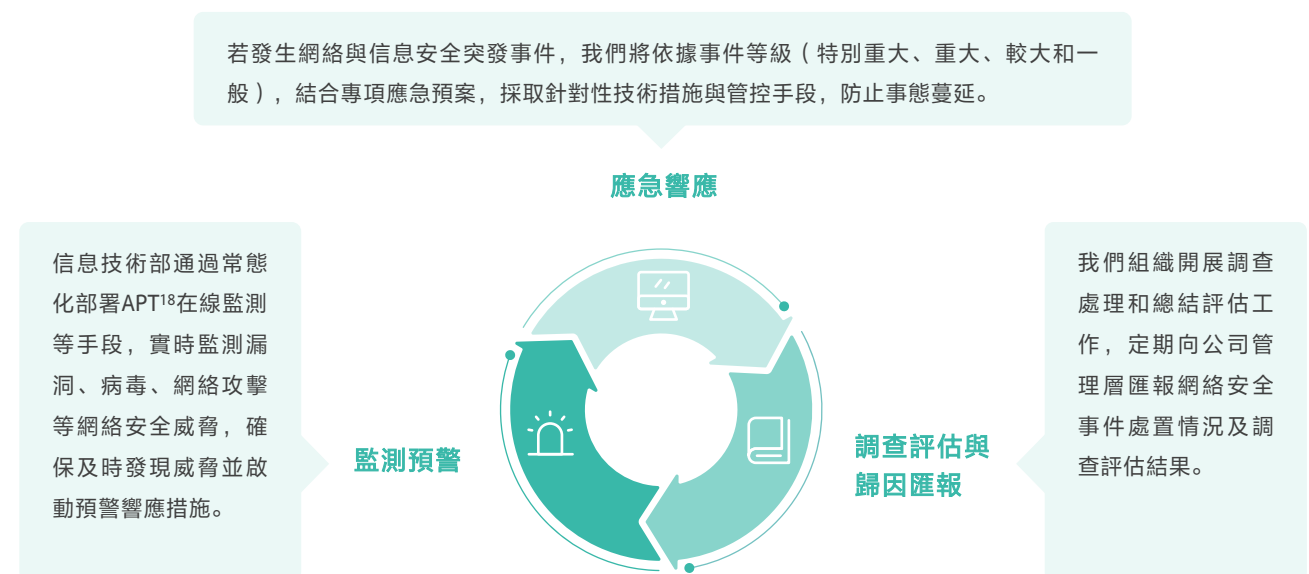 若發生網絡與信息安全突發事件，我們將依據事件等級（特別重大、重大、較大和一
般），結合專項應急預案，採取針對性技術措施與管控手段，防止事態蔓延。
應急響應
信息技術部通過常態
化部署APT18在線監測
等手段，實時監測漏
洞、病毒、網絡攻擊
等網絡安全威脅，確
保及時發現威脅並啟
動預警響應措施。
監測預警
調查評估與
歸因匯報
我們組織開展調查
處理和總結評估工
作，定期向公司管
理層匯報網絡安全
事件處置情況及調
查評估結果。